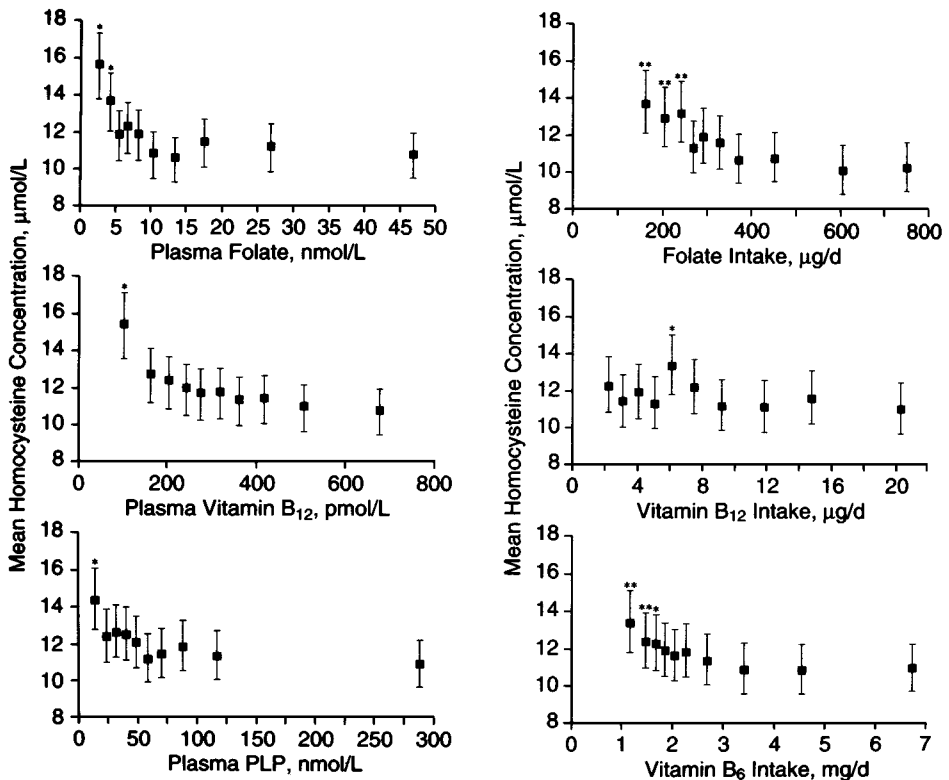 Mean Homocysteine Concentration, µmol/L
18
16
14
12
10
8
*
*
0 5 10 15 20 25 30 35 40 45 50
Plasma Folate, nmol/L
18
16
14
12
10
8
*
0 200 400 600 800
Plasma Vitamin B12, pmol/L
18
16
14
12
10
8
*
0 50 100 150 200 250 300
Plasma PLP, nmol/L
Mean Homocysteine Concentration, µmol/L
18
16
14
12
10
8
** ** **
0 200 400 600 800
Folate Intake, µg/d
18
16
14
12
10
8
*
0 4 8 12 16 20
Vitamin B12 Intake, µg/d
18
16
14
12
10
8
**
** *
0 1 2 3 4 5 6 7
Vitamin B6 Intake, mg/d